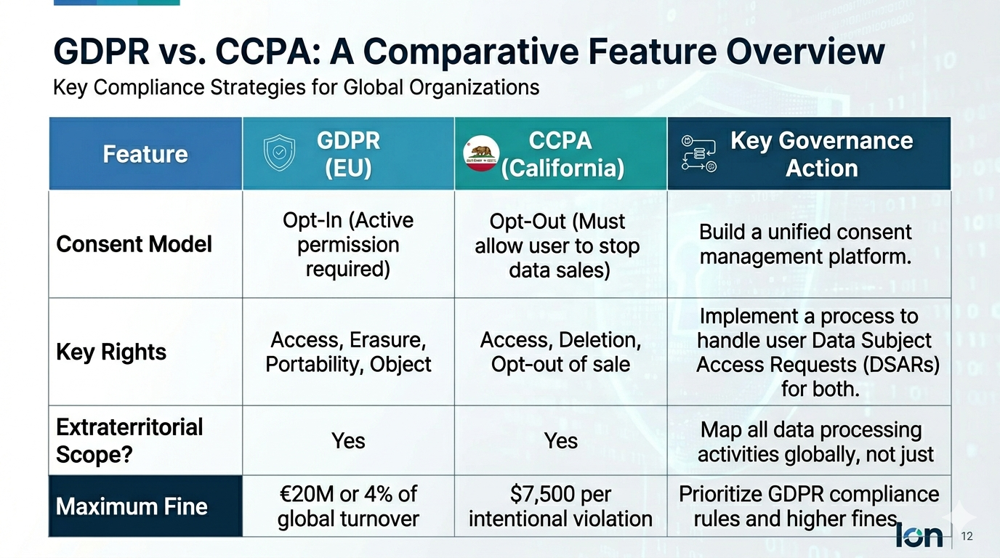 GDPR vs. CCPA: A Comparative Feature Overview
Key Compliance Strategies for Global Organizations
Feature
GDPR
(EU)
CCPA
(California)
Key Governance
Action
Consent Model
Opt-In (Active
permission
required)
Opt-Out (Must
allow user to stop
data sales)
Build a unified consent
management platform.
Key Rights
Access, Erasure,
Portability, Object
Access, Deletion,
Opt-out of sale
Implement a process to
handle user Data Subject
Access Requests (DSARs)
for both.
Extraterritorial
Scope?
Yes
Yes
Map all data processing
activities globally, not just
Maximum Fine
€20M or 4% of
global turnover
$7,500 per
intentional violation
Prioritize GDPR compliance
rules and higher fines.
Ion
12